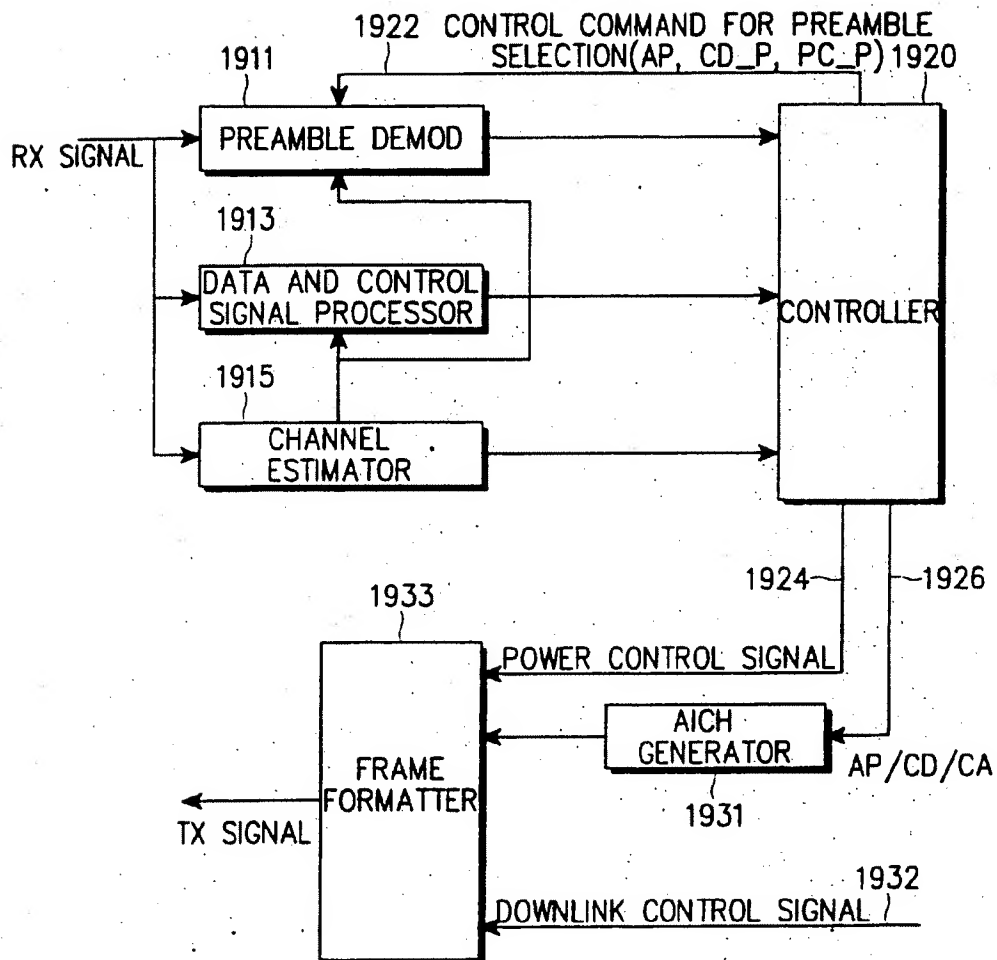 1922 CONTROL COMMAND FOR PREAMBLE
SELECTION(AP, CD_P, PC_P) 1920
1911
PREAMBLE DEMOD
RX SIGNAL
1913
DATA AND CONTROL
SIGNAL PROCESSOR
CONTROLLER
1915
CHANNEL
ESTIMATOR
1924
1926
1933
POWER CONTROL SIGNAL
AICH
GENERATOR
AP/CD/CA
1931
FRAME
FORMATTER
TX SIGNAL
1932
DOWNLINK CONTROL SIGNAL